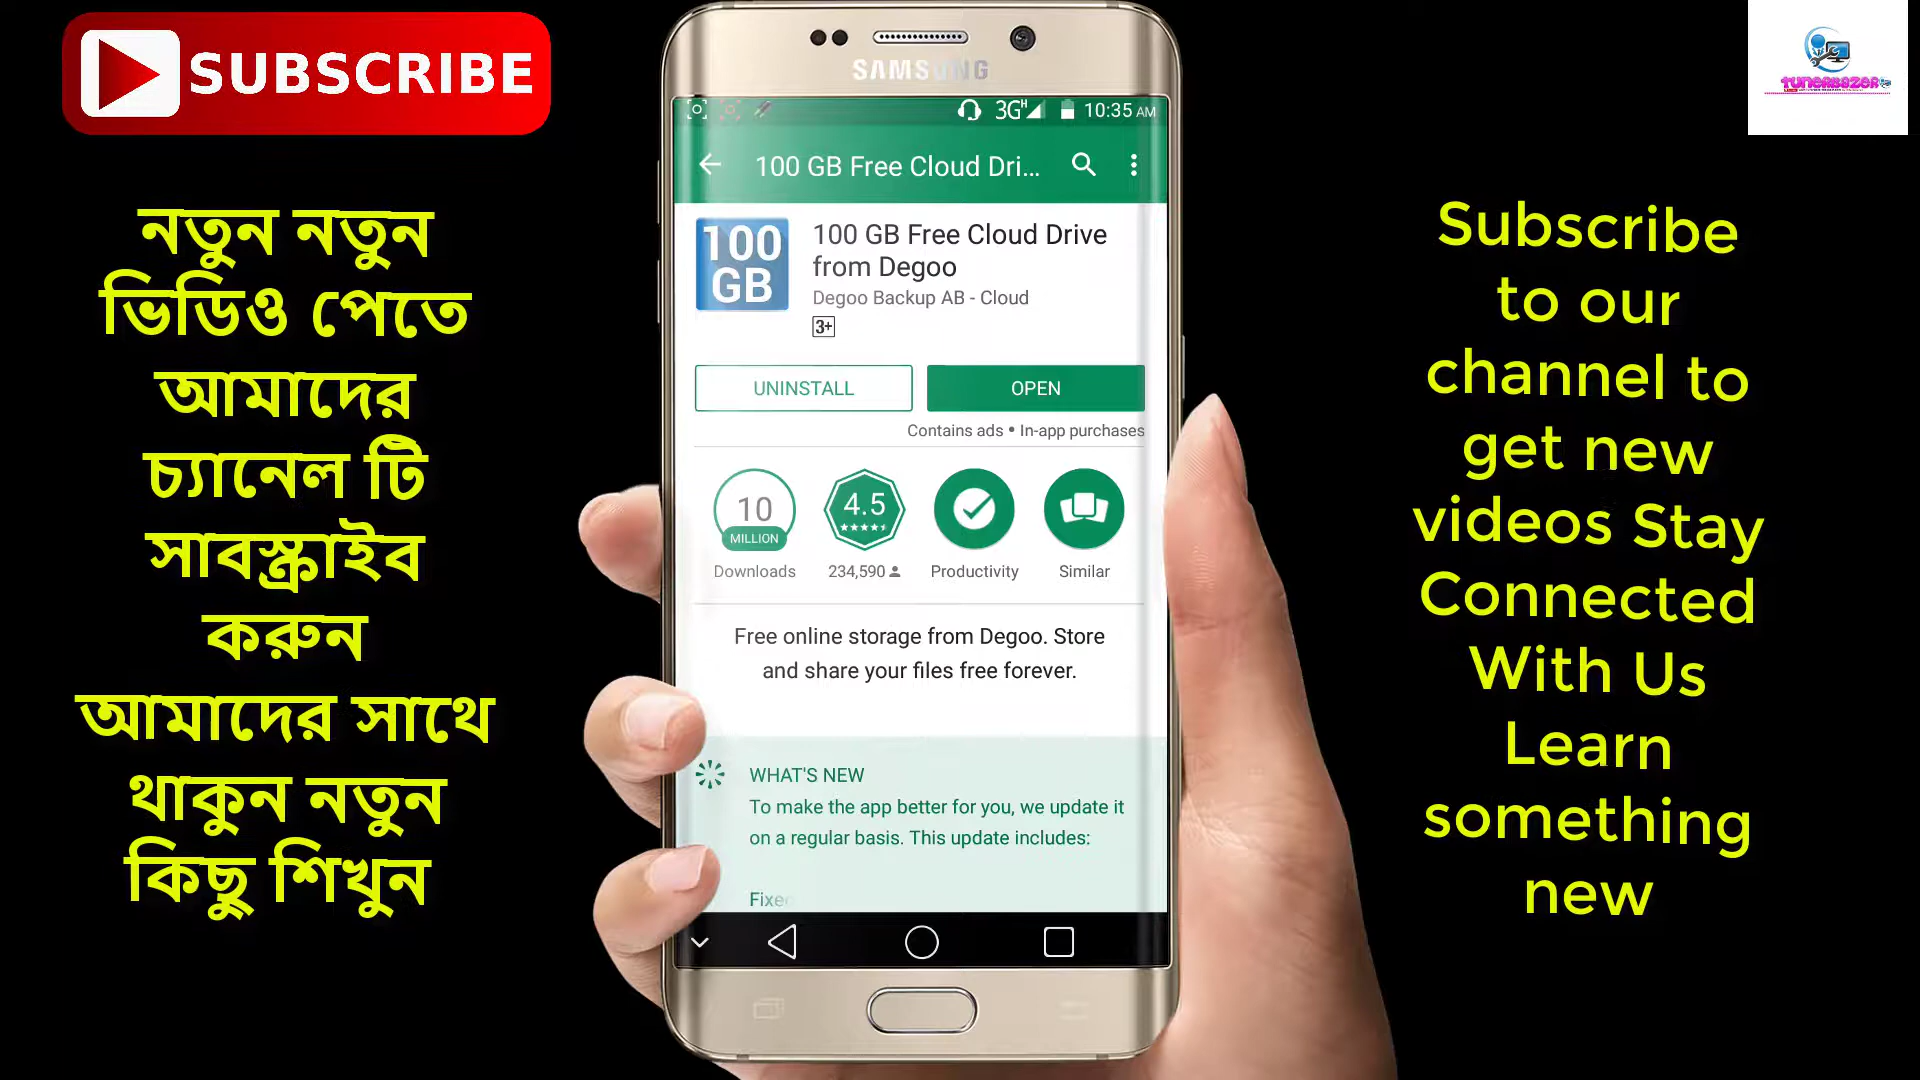 SUBSCRIBE
নতুন নতুন
ভিডিও পেতে
আমাদের
চ্যানেল টি
সাবস্ক্রাইব
করুন
আমাদের সাথে
থাকুন নতুন
কিছু শিখুন
SAMSUNG
3G H 10:35 AM
100 GB Free Cloud Dri...
100
GB
100 GB Free Cloud Drive
from Degoo
Degoo Backup AB - Cloud
3+
UNINSTALL
OPEN
Contains ads • In-app purchases
10
MILLION
4.5
Downloads
234,590
Productivity
Similar
Free online storage from Degoo. Store
and share your files free forever.
WHAT'S NEW
To make the app better for you, we update it
on a regular basis. This update includes:
Fixe
TUNERBAZER
Subscribe
to our
channel to
get new
videos Stay
Connected
With Us
Learn
something
new